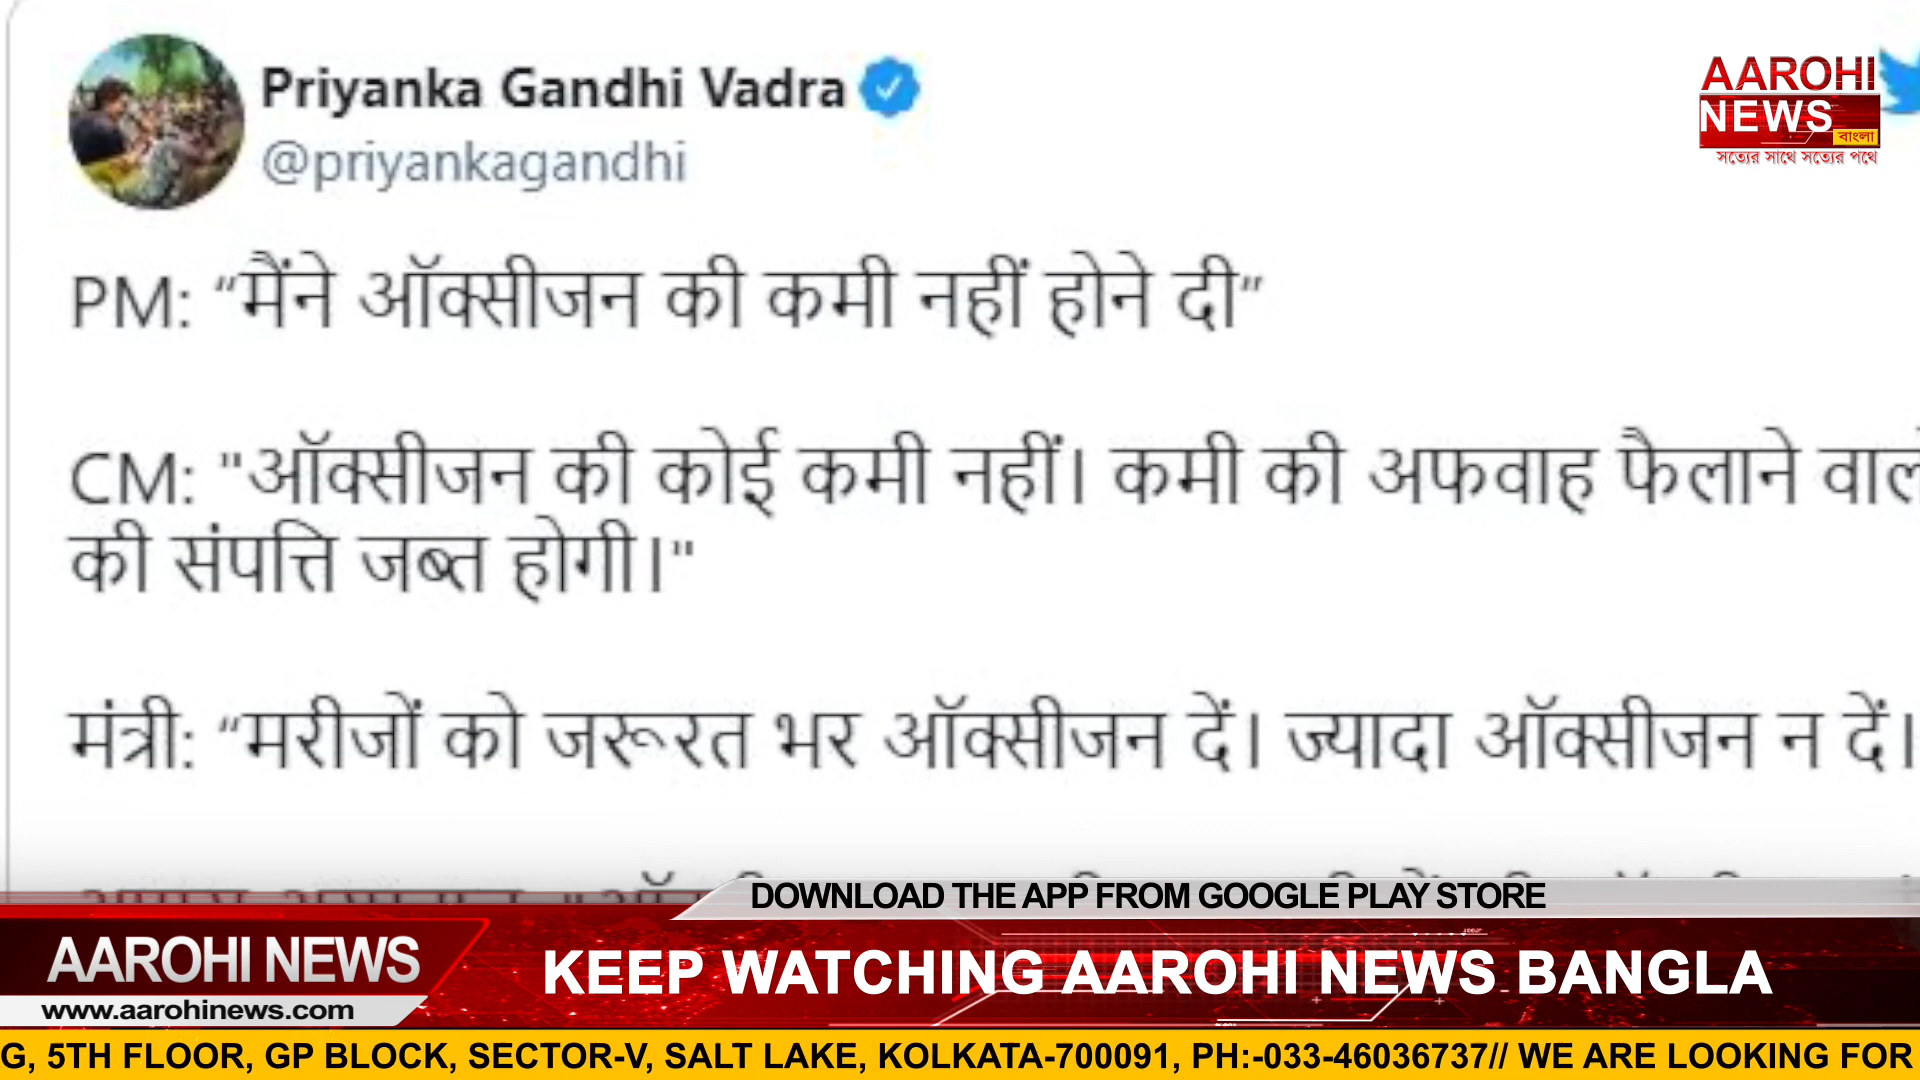 Priyanka Gandhi Vadra
@priyankagandhi
AAROHI
NEWS
বাংলা
সত্যের সাথে সত্যের পথে
PM: “मैंने ऑक्सीजन की कमी नहीं होने दी”
CM: "ऑक्सीजन की कोई कमी नहीं। कमी की अफवाह फैलाने वाले
की संपत्ति जब्त होगी।"
मंत्री: “मरीजों को जरूरत भर ऑक्सीजन दें। ज्यादा ऑक्सीजन न दें।
DOWNLOAD THE APP FROM GOOGLE PLAY STORE
AAROHI NEWS
KEEP WATCHING AAROHI NEWS BANGLA
www.aarohinews.com
G, 5TH FLOOR, GP BLOCK, SECTOR-V, SALT LAKE, KOLKATA-700091, PH:-033-46036737// WE ARE LOOKING FOR